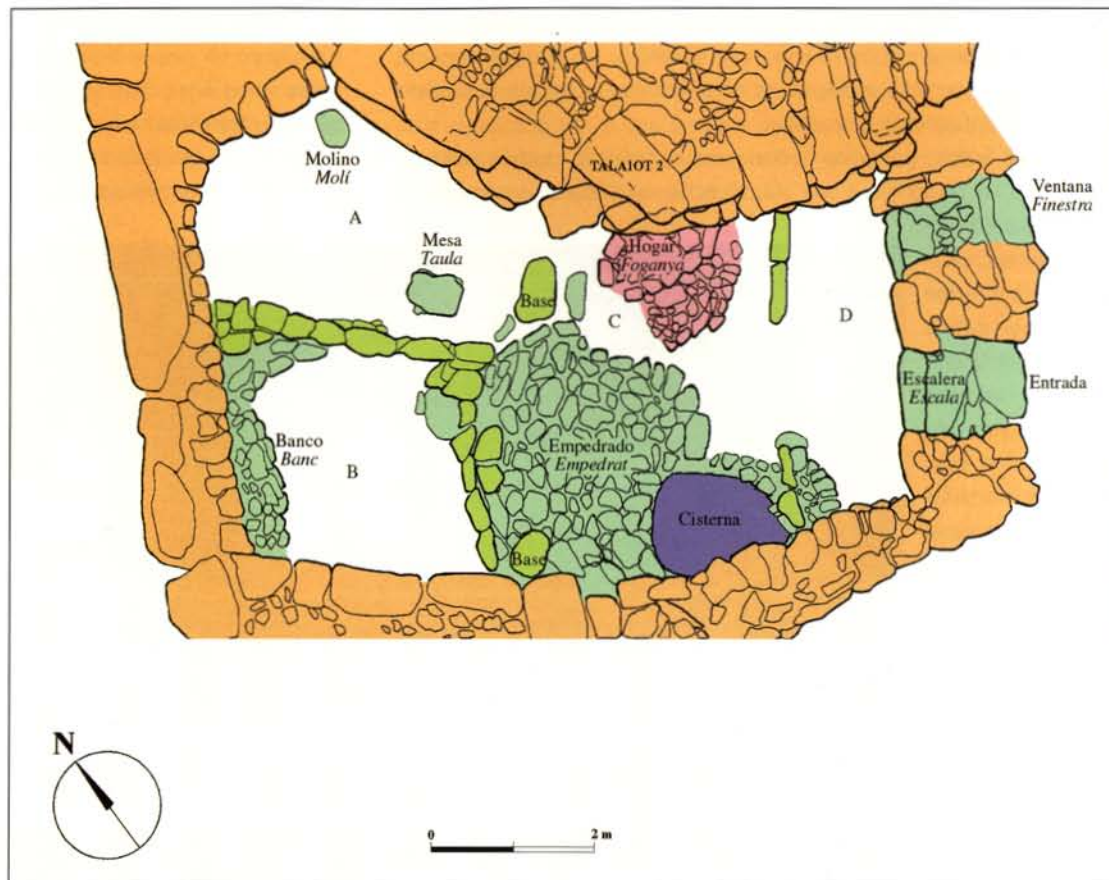 Molino
Molí
A
Mesa
Taula
TALAIOT 2
Hogar
Foganya
Ventana
Finestra
Base
C
D
Escalera
Escala
Entrada
Banco
Banc
B
Empedrado
Empedrat
Cisterna
Base
N
0 2 m